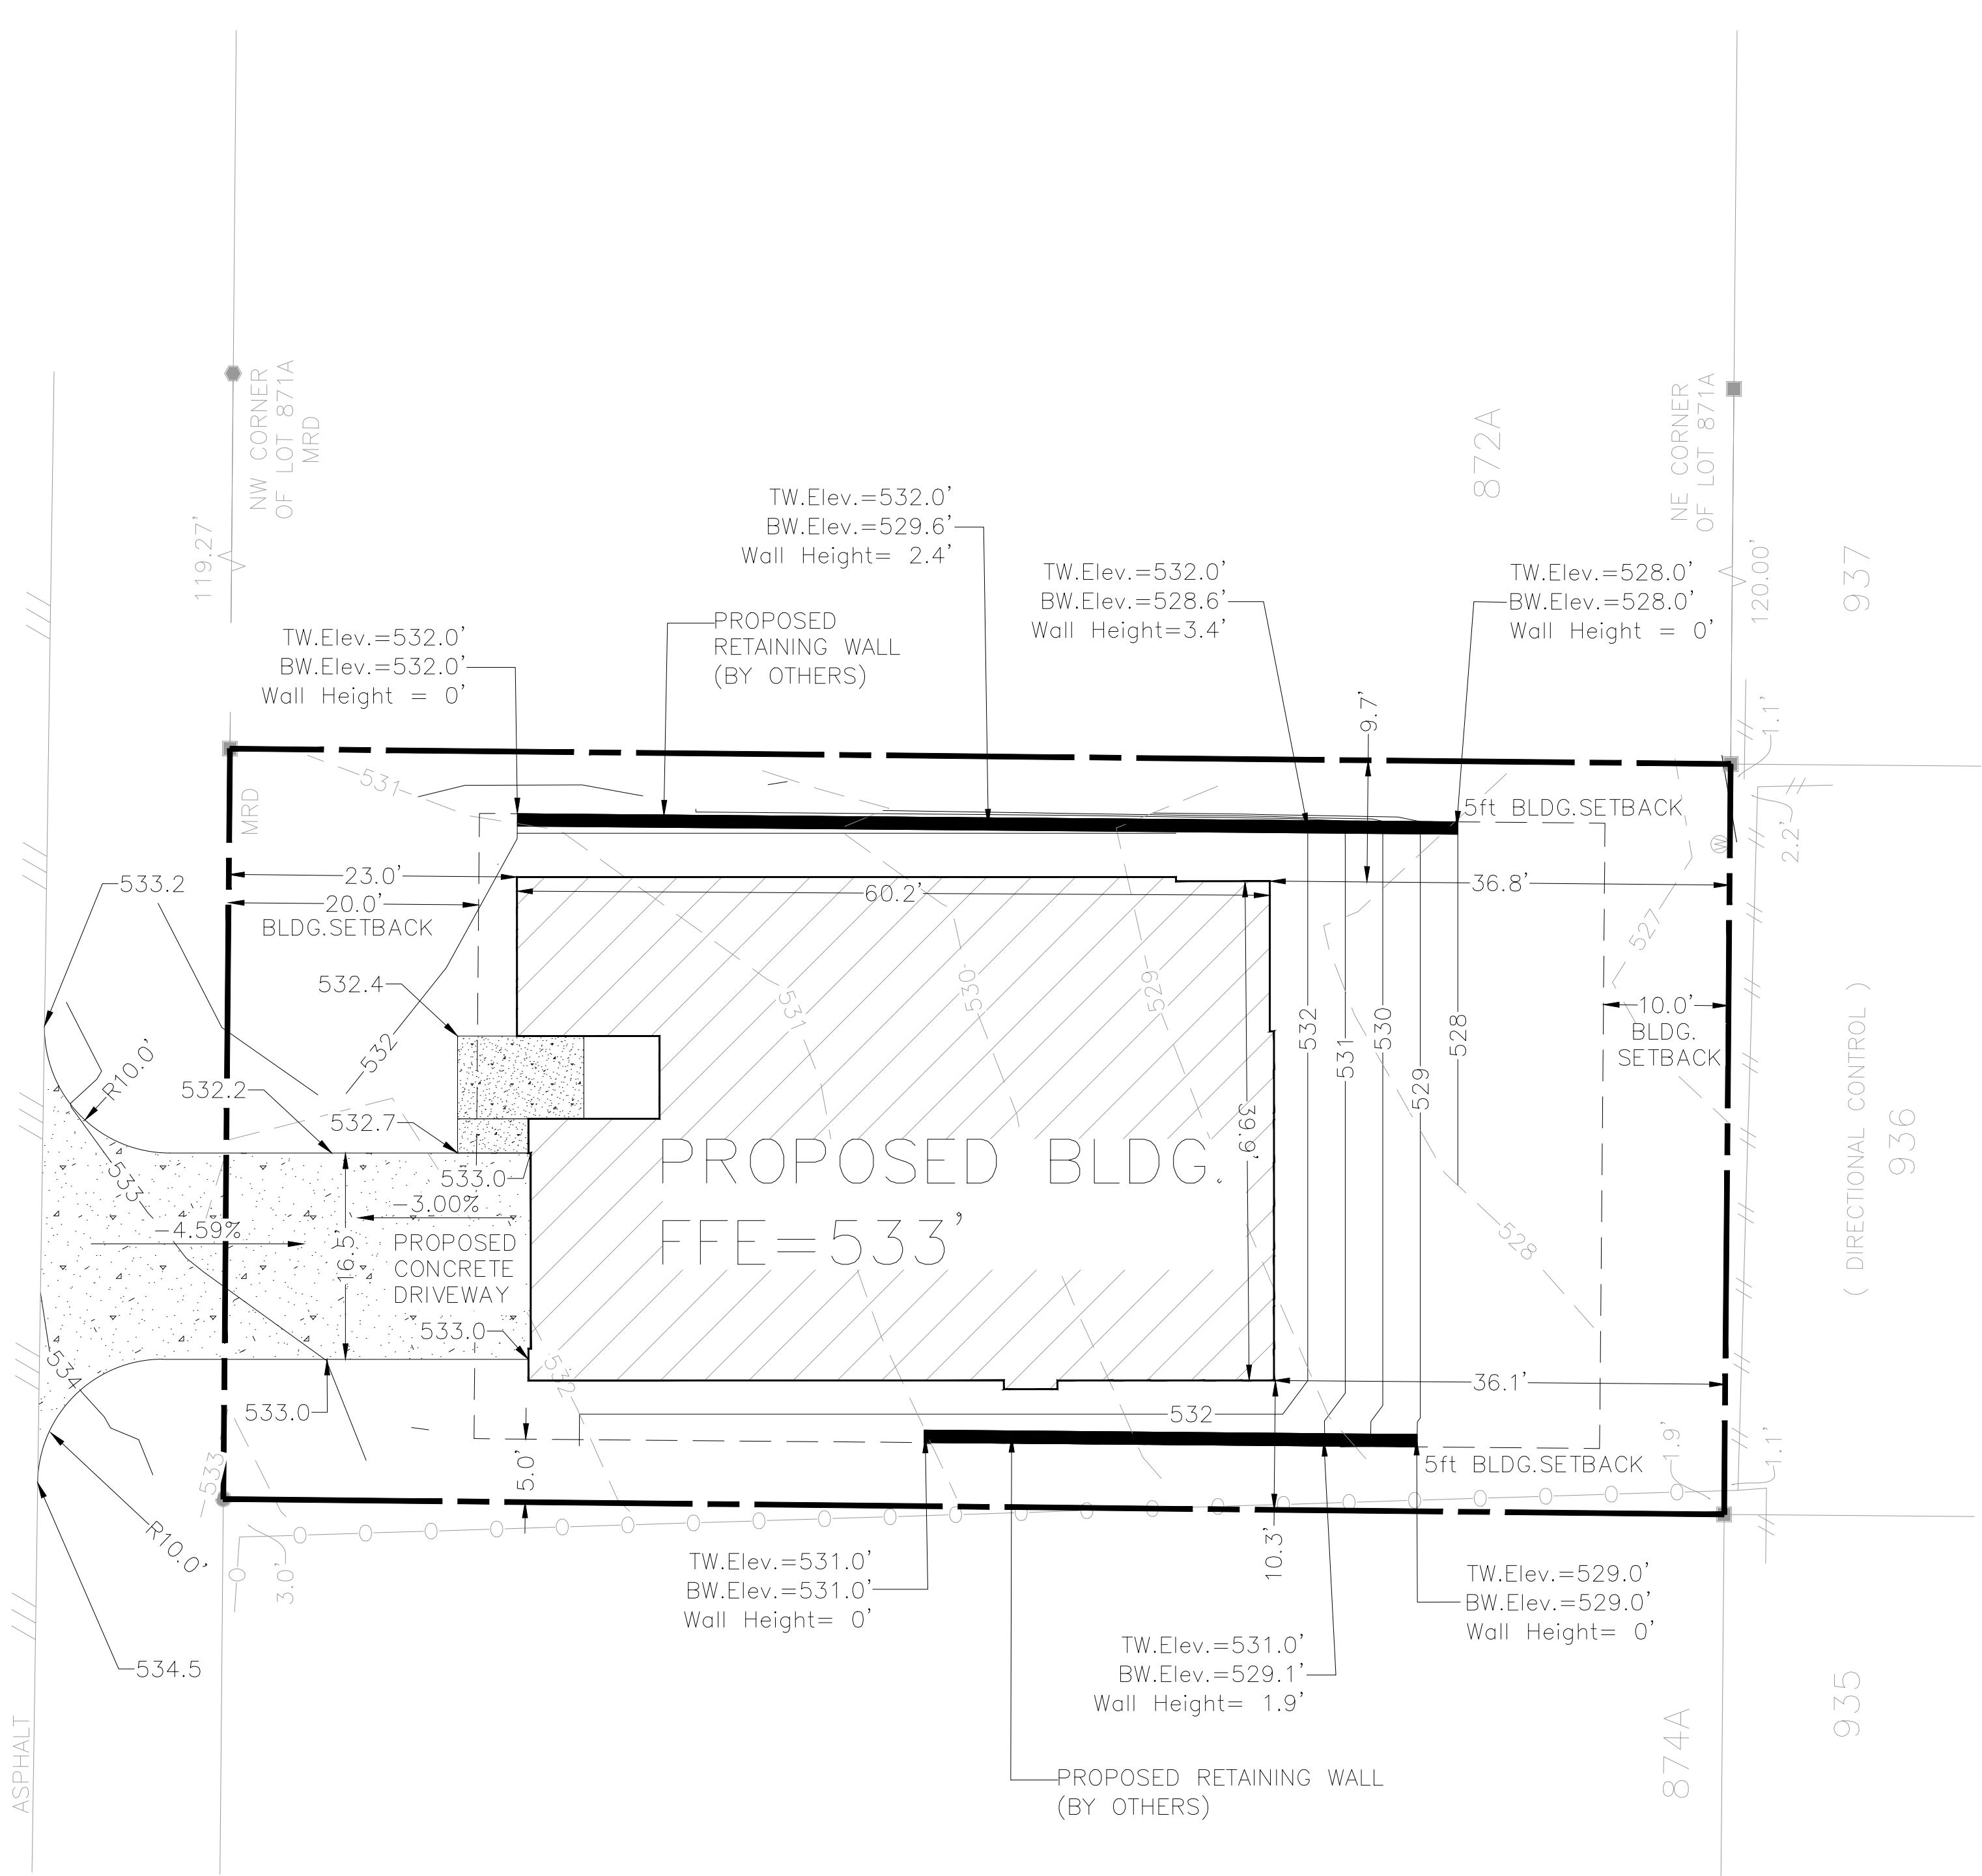 NW CORNER
OF LOT 871A
MRD
NE CORNER
OF LOT 871A
872A
119.27'
120.00'
937
TW.Elev.=532.0'
BW.Elev.=529.6'
Wall Height= 2.4'
TW.Elev.=532.0'
BW.Elev.=528.6'
Wall Height=3.4'
TW.Elev.=528.0'
BW.Elev.=528.0'
Wall Height = 0'
PROPOSED
RETAINING WALL
(BY OTHERS)
TW.Elev.=532.0'
BW.Elev.=532.0'
Wall Height = 0'
9.7'
1.1'
531
MRD
5ft BLDG.SETBACK
W
2.2'
533.2
23.0'
20.0'
BLDG.SETBACK
60.2'
36.8'
527
532.4
532
R10.0'
531
530
529
532
531
530
529
528
10.0'
BLDG.
SETBACK
(DIRECTIONAL CONTROL )
936
532.2
532.7
39.9'
PROPOSED BLDG.
FFE=533'
533
533.0
-3.00%
-4.59%
16.5'
PROPOSED
CONCRETE
DRIVEWAY
528
533.0
534
532
36.1'
533.0
532
533
5.0'
5ft BLDG.SETBACK
1.9'
1.1'
R10.0'
3.0'
10.3'
TW.Elev.=531.0'
BW.Elev.=531.0'
Wall Height= 0'
TW.Elev.=529.0'
BW.Elev.=529.0'
Wall Height= 0'
534.5
TW.Elev.=531.0'
BW.Elev.=529.1'
Wall Height= 1.9'
ASPHALT
874A
935
PROPOSED RETAINING WALL
(BY OTHERS)